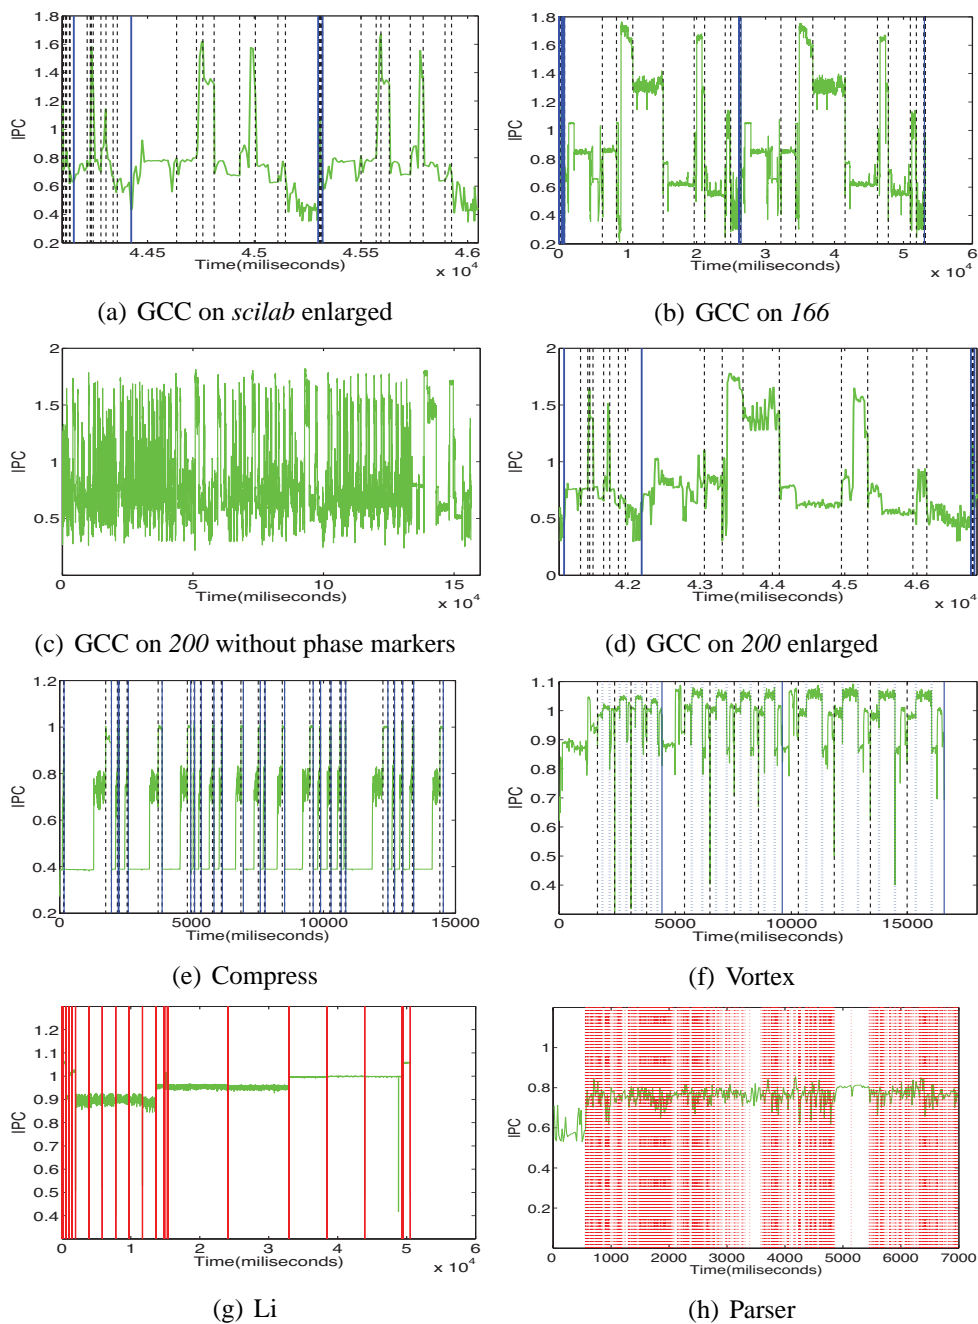 1.8
1.6
1.4
1.2
1
0.8
0.6
0.4
0.2
IPC
4.45 4.5 4.55 4.6
Time(miliseconds)
x 10⁴
(a) GCC on scilab enlarged
1.8
1.6
1.4
1.2
1
0.8
0.6
0.4
0.2
IPC
0 1 2 3 4 5 6
Time(miliseconds)
x 10⁴
(b) GCC on 166
2
1.5
1
0.5
IPC
0 5 10 15
Time(miliseconds)
x 10⁴
(c) GCC on 200 without phase markers
2
1.5
1
0.5
0
IPC
4.2 4.3 4.4 4.5 4.6
Time(miliseconds)
x 10⁴
(d) GCC on 200 enlarged
1.2
1
0.8
0.6
0.4
0.2
IPC
0 5000 10000 15000
Time(miliseconds)
(e) Compress
1.1
1
0.9
0.8
0.7
0.6
0.5
0.4
IPC
0 5000 10000 15000
Time(miliseconds)
(f) Vortex
1.2
1.1
1
0.9
0.8
0.7
0.6
0.5
0.4
IPC
0 1 2 3 4 5 6
Time(miliseconds)
x 10⁴
(g) Li
1
0.8
0.6
0.4
0.2
IPC
0 1000 2000 3000 4000 5000 6000 7000
Time(miliseconds)
(h) Parser